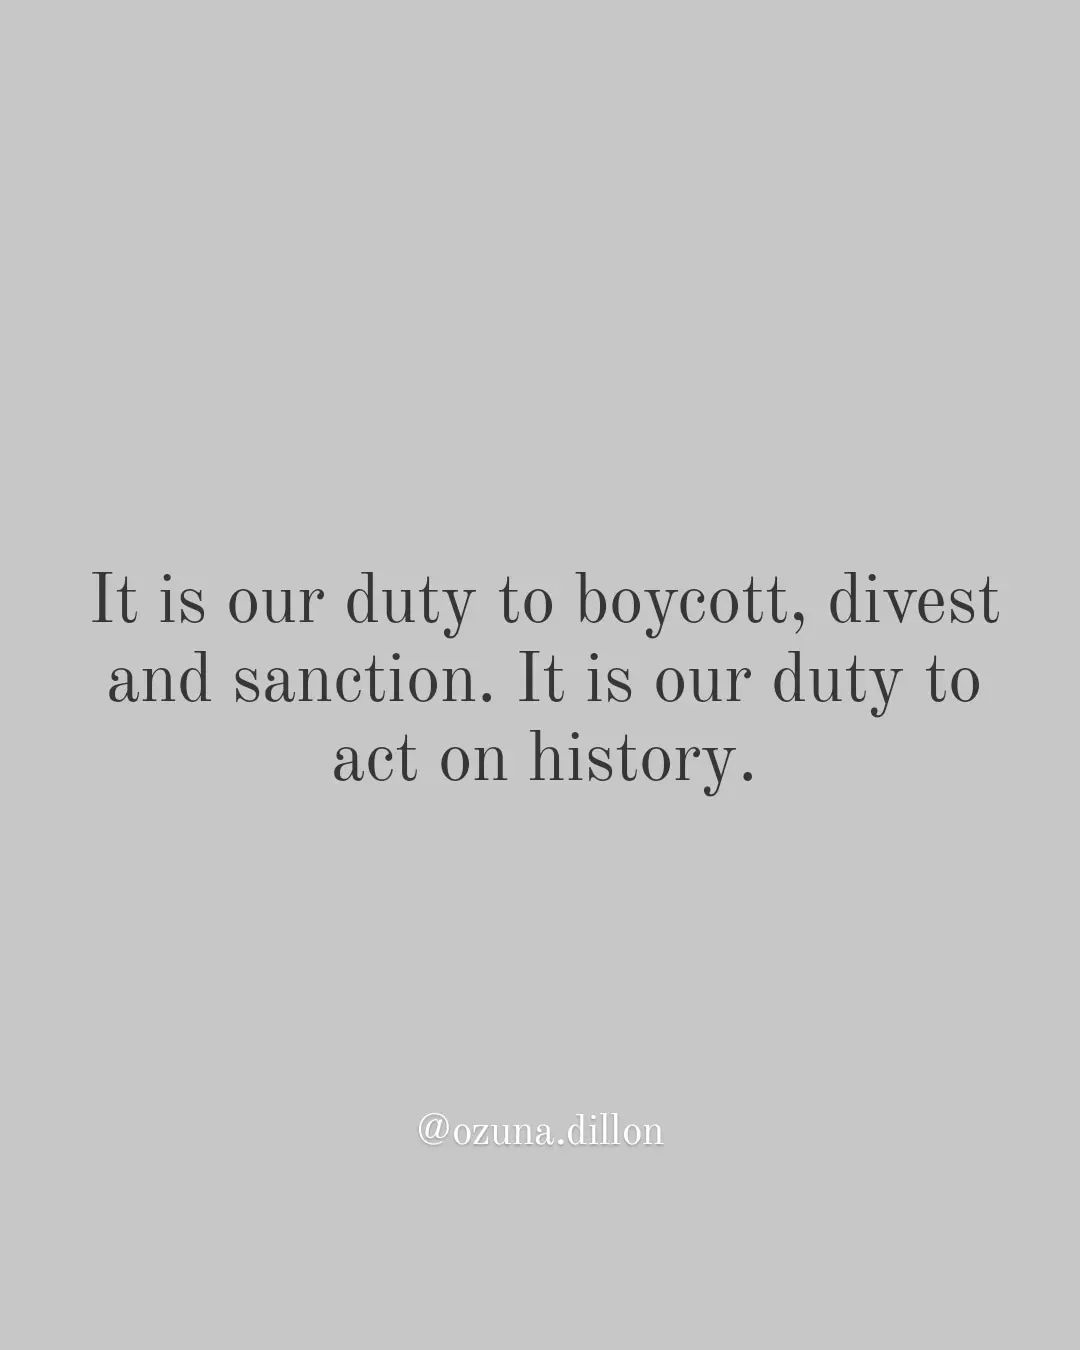 It is our duty to boycott, divest
and sanction. It is our duty to
act on history.
@ozuna.dillon